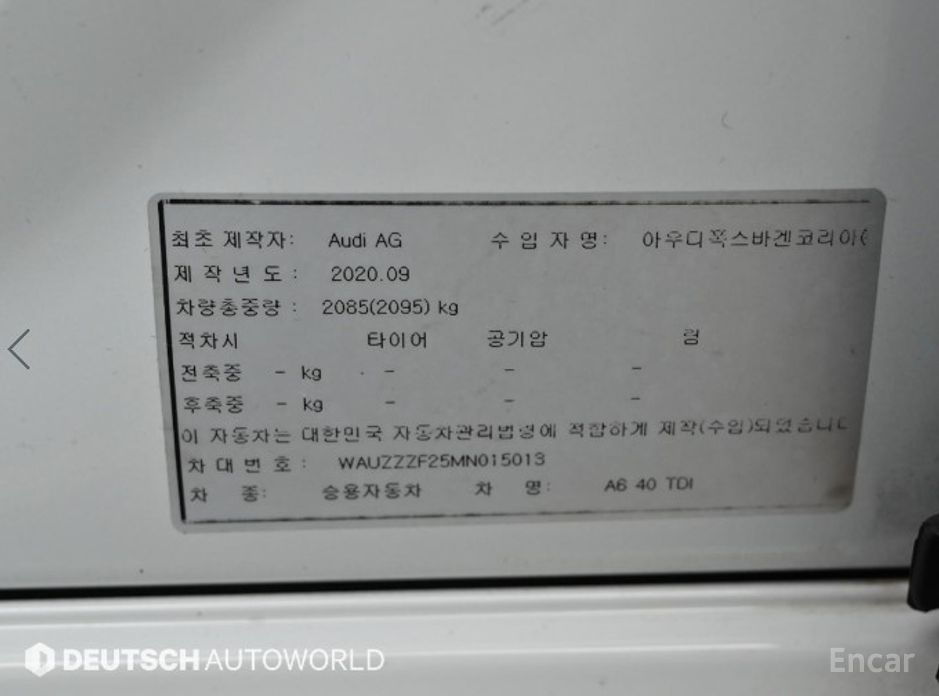 최초 제작자: Audi AG 수 입 자 명: 아우디폭스바겐코리아(
제 작 년 도 : 2020.09
차량총중량 : 2085(2095) kg
적차시 타이어 공기압 림
전축중 - kg - - -
후축중 - kg - - -
이 자동차는 대한민국 자동차관리법령에 적합하게 제작(수입)되었습니다
차 대 번 호 : WAUZZZF25MN015013
차 종: 승용자동차 차 명: A6 40 TDI
DEUTSCH AUTOWORLD
Encar